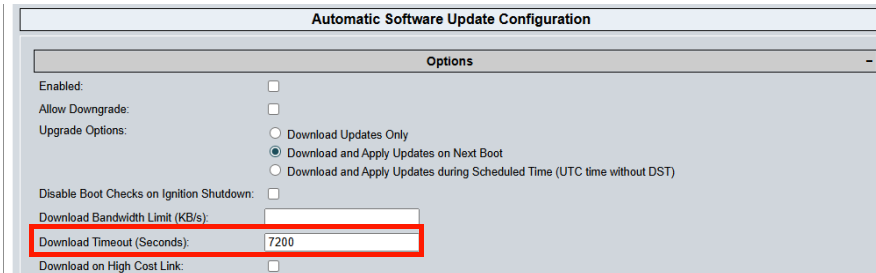 Automatic Software Update Configuration
Options –
Enabled:
Allow Downgrade:
Upgrade Options:
Download Updates Only
Download and Apply Updates on Next Boot
Download and Apply Updates during Scheduled Time (UTC time without DST)
Disable Boot Checks on Ignition Shutdown:
Download Bandwidth Limit (KB/s):
Download Timeout (Seconds): 7200
Download on High Cost Link: